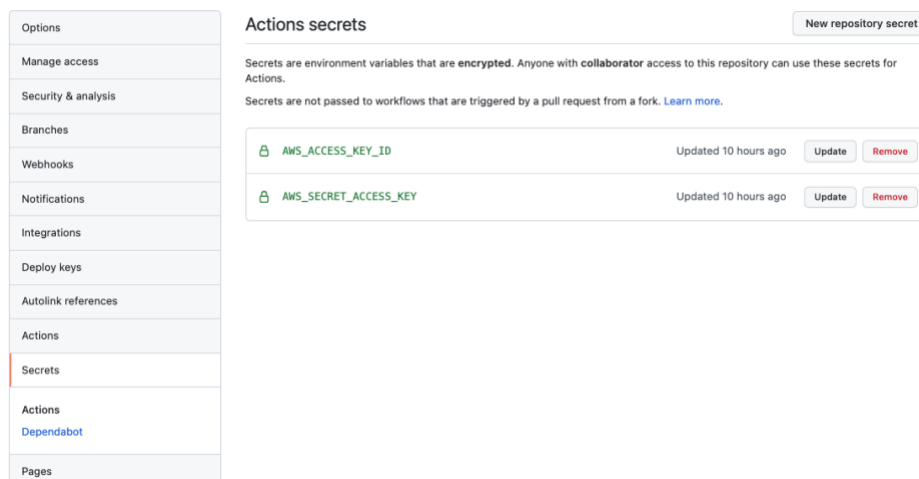 Options
Manage access
Security & analysis
Branches
Webhooks
Notifications
Integrations
Deploy keys
Autolink references
Actions
Secrets
Actions
Dependabot
Pages
Actions secrets
New repository secret
Secrets are environment variables that are encrypted. Anyone with collaborator access to this repository can use these secrets for
Actions.
Secrets are not passed to workflows that are triggered by a pull request from a fork. Learn more.
AWS_ACCESS_KEY_ID Updated 10 hours ago Update Remove
AWS_SECRET_ACCESS_KEY Updated 10 hours ago Update Remove